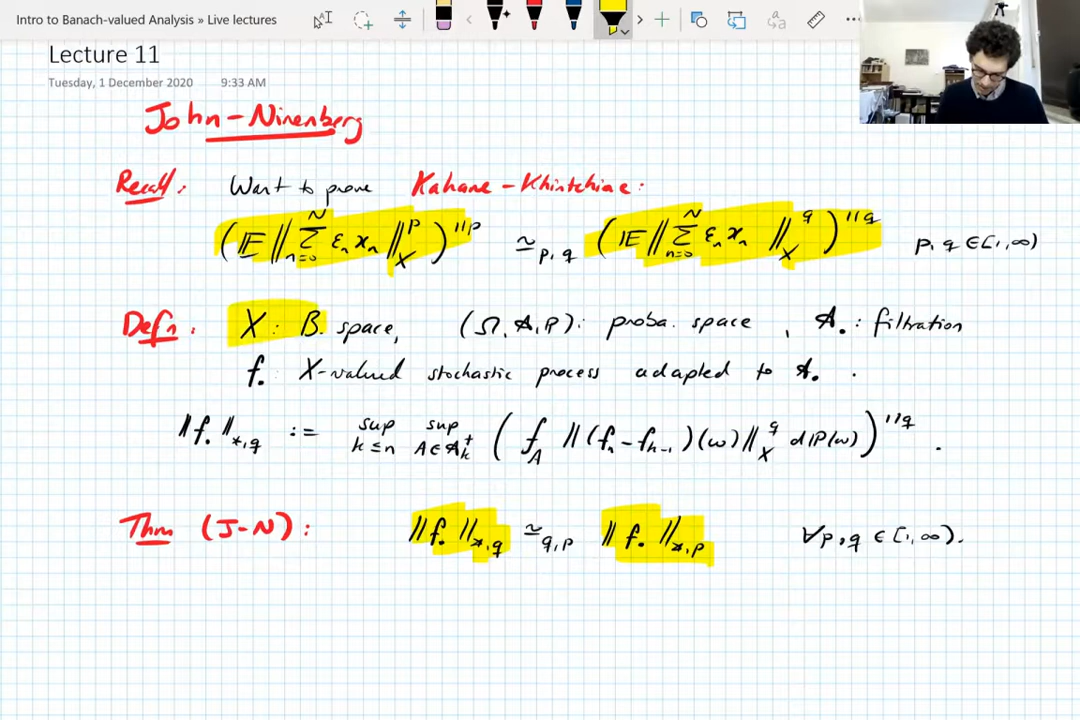 Intro to Banach-valued Analysis » Live lectures
Lecture 11
Tuesday, 1 December 2020 9:33 AM
John-Nirenberg
Recall: Want to prove Kahane-Khintchine:
(𝔼‖∑_{n=0}^N ε_n x_n‖_X^p)^{1/p} ≃_{p,q} (𝔼‖∑_{n=0}^N ε_n x_n‖_X^q)^{1/q} p,q ∈ [1,∞)
Defn: X: B. space, (Ω, 𝒜, ℙ): proba. space, 𝒜.: filtration
f.: X-valued stochastic process adapted to 𝒜.
‖f.‖_{*,q} := sup_{k≤n} sup_{A∈𝒜_k^+} (⨍_A ‖(f_n - f_{k-1})(ω)‖_X^q dℙ(ω))^{1/q}.
Thm (J-N): ‖f.‖_{*,q} ≃_{q,p} ‖f.‖_{*,p} ∀p,q ∈ [1,∞).